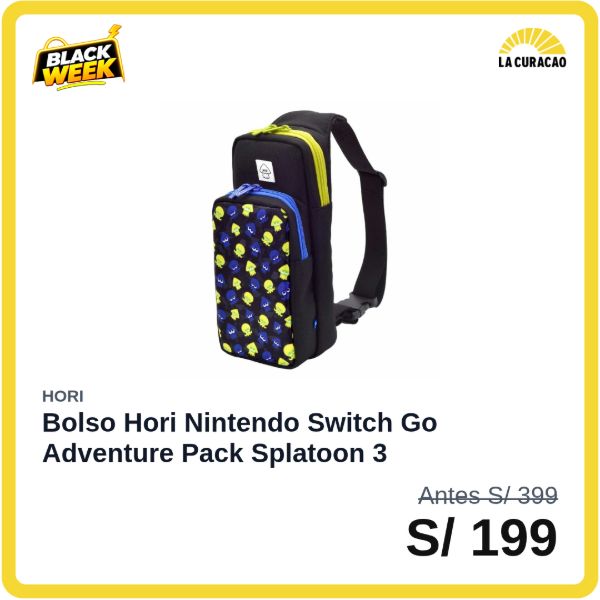 BLACK
WEEK
LA CURACAO
HORI
Bolso Hori Nintendo Switch Go
Adventure Pack Splatoon 3
Antes S/ 399
S/ 199